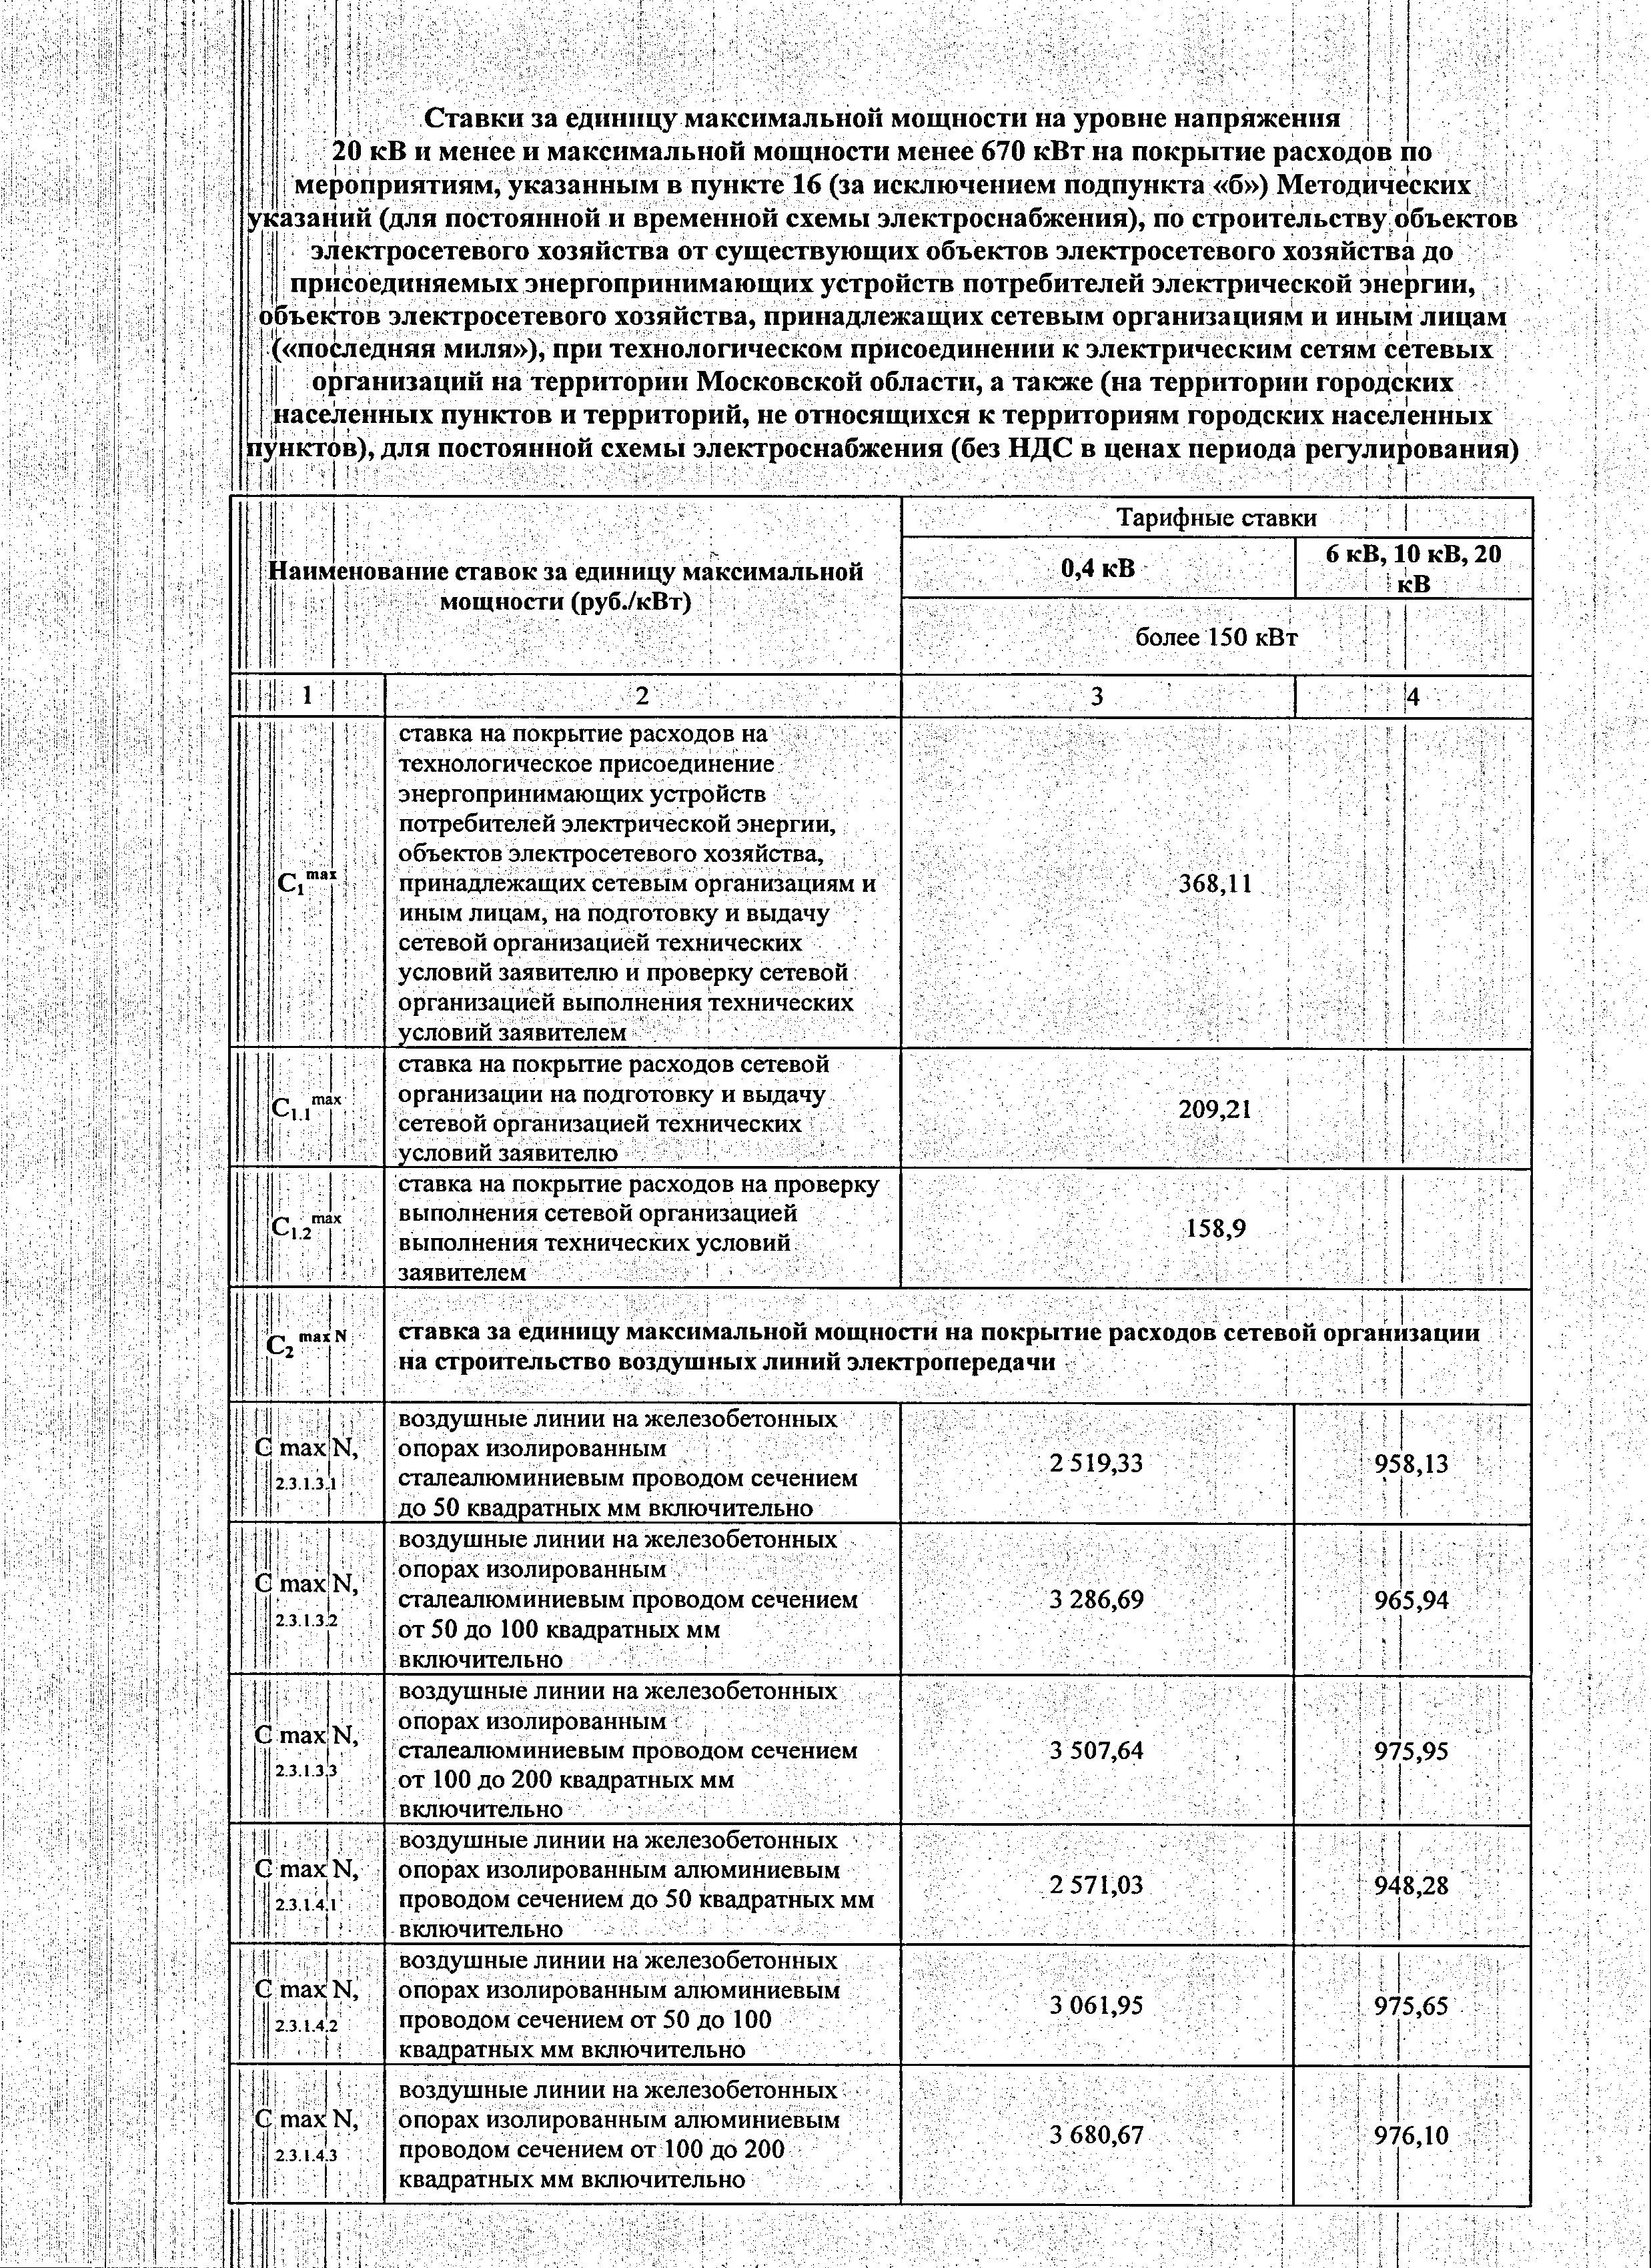 Ставки за единицу максимальной мощности на уровне напряжения
20 кВ и менее и максимальной мощности менее 670 кВт на покрытие расходов по
мероприятиям, указанным в пункте 16 (за исключением подпункта «б») Методических
указаний (для постоянной и временной схемы электроснабжения), по строительству объектов
электросетевого хозяйства от существующих объектов электросетевого хозяйства до
присоединяемых энергопринимающих устройств потребителей электрической энергии,
объектов электросетевого хозяйства, принадлежащих сетевым организациям и иным лицам
(«последняя миля»), при технологическом присоединении к электрическим сетям сетевых
организаций на территории Московской области, а также (на территории городских
населенных пунктов и территорий, не относящихся к территориям городских населенных
пунктов), для постоянной схемы электроснабжения (без НДС в ценах периода регулирования)
Наименование ставок за единицу максимальной
мощности (руб./кВт)
Тарифные ставки
0,4 кВ
6 кВ, 10 кВ, 20
кВ
более 150 кВт
1 2 3 4
C1 max
ставка на покрытие расходов на
технологическое присоединение
энергопринимающих устройств
потребителей электрической энергии,
объектов электросетевого хозяйства,
принадлежащих сетевым организациям и
иным лицам, на подготовку и выдачу
сетевой организацией технических
условий заявителю и проверку сетевой
организацией выполнения технических
условий заявителем
368,11
C1.1 max
ставка на покрытие расходов сетевой
организации на подготовку и выдачу
сетевой организацией технических
условий заявителю
209,21
C1.2 max
ставка на покрытие расходов на проверку
выполнения сетевой организацией
выполнения технических условий
заявителем
158,9
C2 max N
ставка за единицу максимальной мощности на покрытие расходов сетевой организации
на строительство воздушных линий электропередачи
C max N,
2.3.1.3.1
воздушные линии на железобетонных
опорах изолированным
сталеалюминиевым проводом сечением
до 50 квадратных мм включительно
2 519,33
958,13
C max N,
2.3.1.3.2
воздушные линии на железобетонных
опорах изолированным
сталеалюминиевым проводом сечением
от 50 до 100 квадратных мм
включительно
3 286,69
965,94
C max N,
2.3.1.3.3
воздушные линии на железобетонных
опорах изолированным
сталеалюминиевым проводом сечением
от 100 до 200 квадратных мм
включительно
3 507,64
975,95
C max N,
2.3.1.4.1
воздушные линии на железобетонных
опорах изолированным алюминиевым
проводом сечением до 50 квадратных мм
включительно
2 571,03
948,28
C max N,
2.3.1.4.2
воздушные линии на железобетонных
опорах изолированным алюминиевым
проводом сечением от 50 до 100
квадратных мм включительно
3 061,95
975,65
C max N,
2.3.1.4.3
воздушные линии на железобетонных
опорах изолированным алюминиевым
проводом сечением от 100 до 200
квадратных мм включительно
3 680,67
976,10